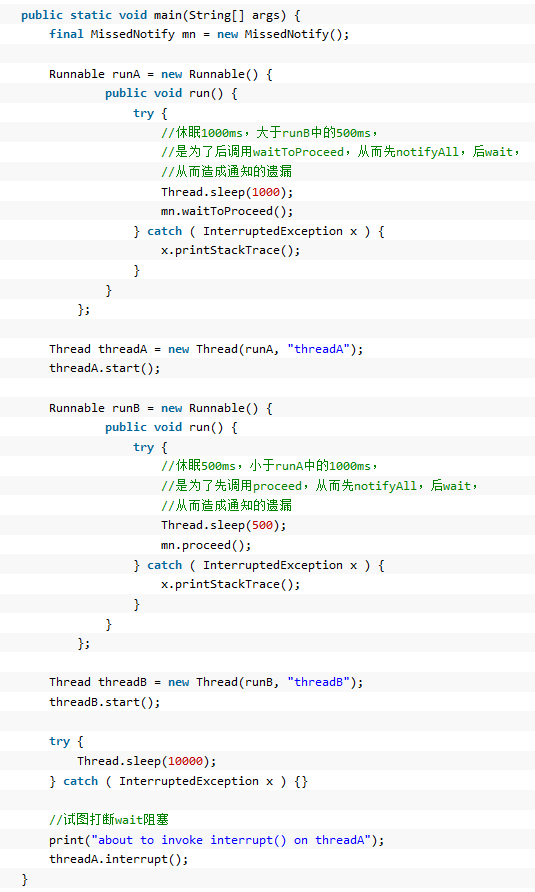 public static void main(String[] args) {
final MissedNotify mn = new MissedNotify();
Runnable runA = new Runnable() {
public void run() {
try {
//休眠1000ms，大于runB中的500ms，
//是为了后调用waitToProceed，从而先notifyAll，后wait，
//从而造成通知的遗漏
Thread.sleep(1000);
mn.waitToProceed();
} catch ( InterruptedException x ) {
x.printStackTrace();
}
}
};
Thread threadA = new Thread(runA, "threadA");
threadA.start();
Runnable runB = new Runnable() {
public void run() {
try {
//休眠500ms，小于runA中的1000ms，
//是为了先调用proceed，从而先notifyAll，后wait，
//从而造成通知的遗漏
Thread.sleep(500);
mn.proceed();
} catch ( InterruptedException x ) {
x.printStackTrace();
}
}
};
Thread threadB = new Thread(runB, "threadB");
threadB.start();
try {
Thread.sleep(10000);
} catch ( InterruptedException x ) {}
//试图打断wait阻塞
print("about to invoke interrupt() on threadA");
threadA.interrupt();
}